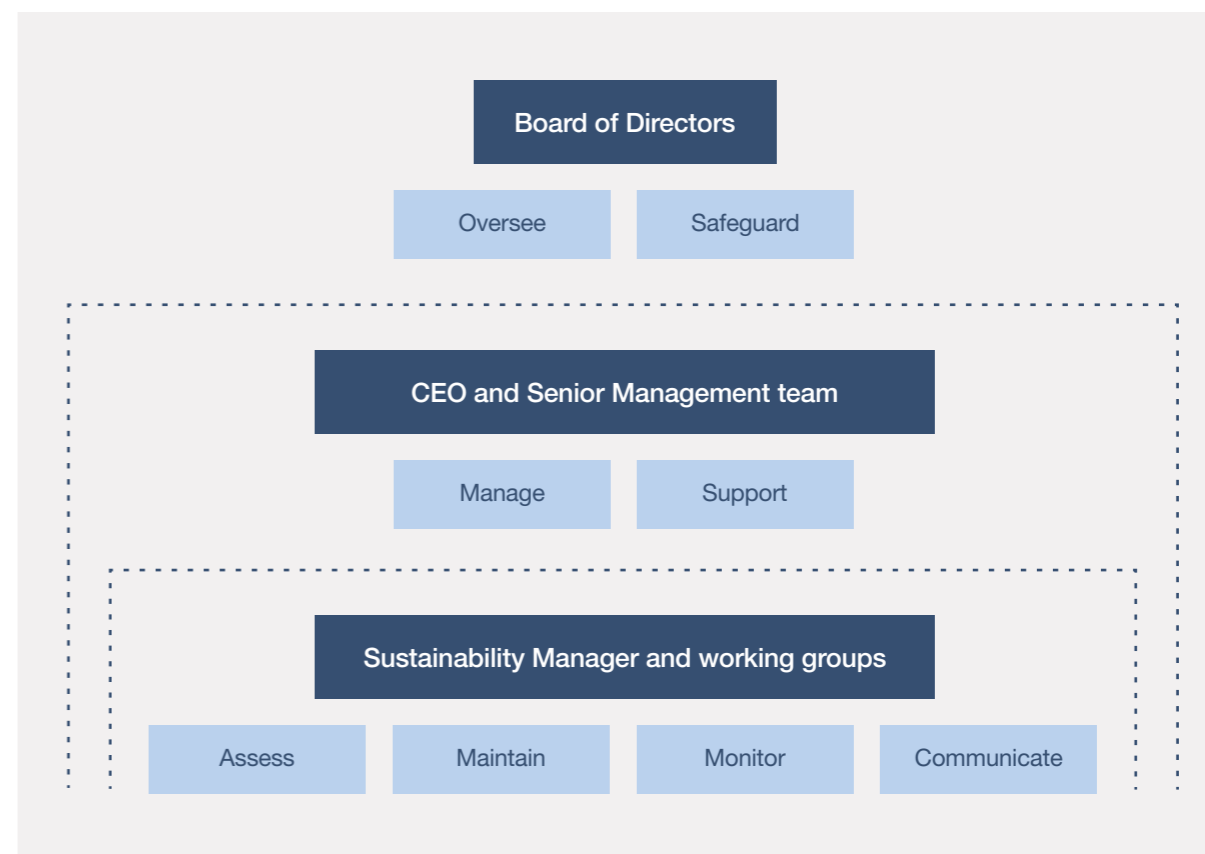 Board of Directors
Oversee
Safeguard
CEO and Senior Management team
Manage
Support
Sustainability Manager and working groups
Assess
Maintain
Monitor
Communicate